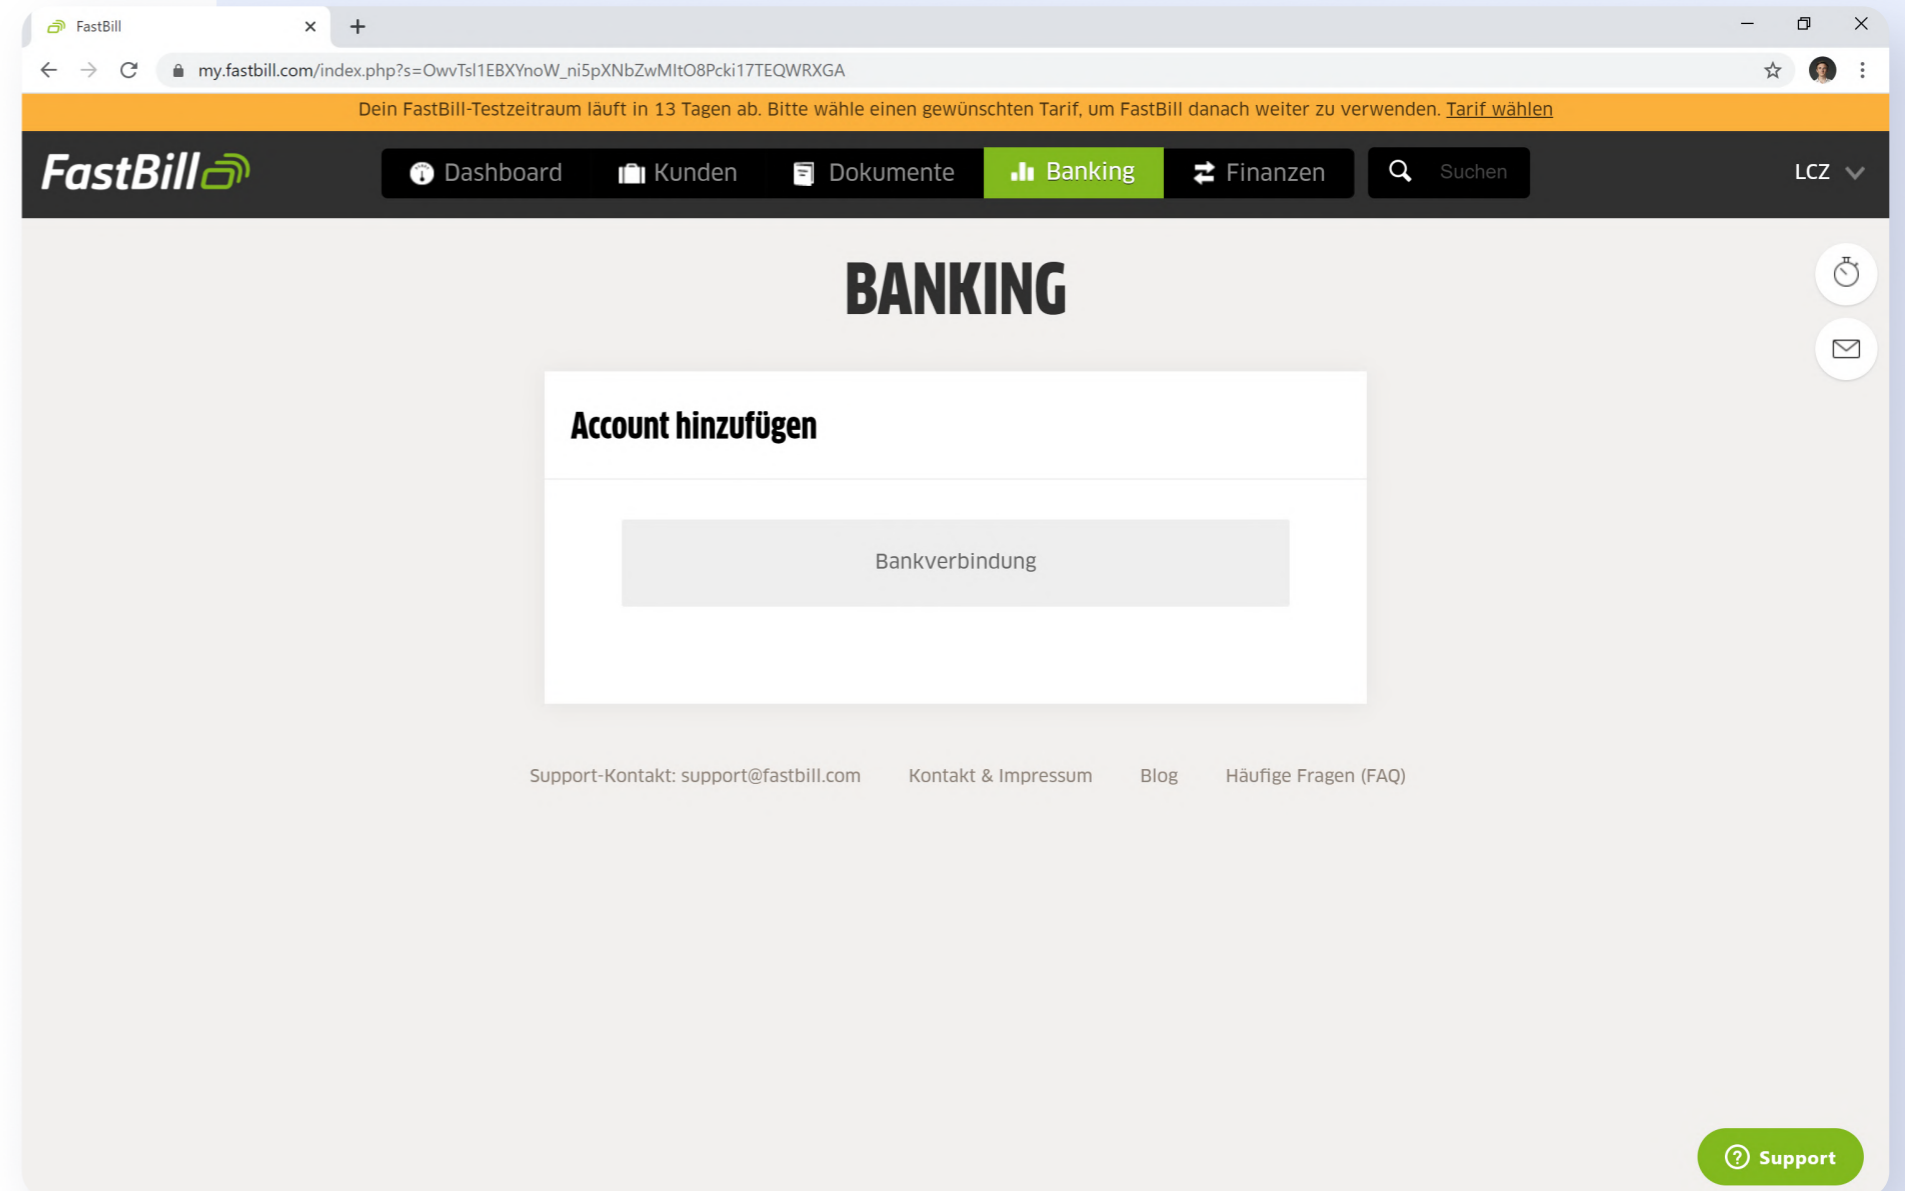 FastBill
my.fastbill.com/index.php?s=OwvTsl1EBXYnoW_ni5pXNbZwMItO8Pcki17TEQWRXGA
Dein FastBill-Testzeitraum läuft in 13 Tagen ab. Bitte wähle einen gewünschten Tarif, um FastBill danach weiter zu verwenden. Tarif wählen
FastBill Dashboard Kunden Dokumente Banking Finanzen Suchen LCZ
BANKING
Account hinzufügen
Bankverbindung
Support-Kontakt: support@fastbill.com Kontakt & Impressum Blog Häufige Fragen (FAQ)
Support